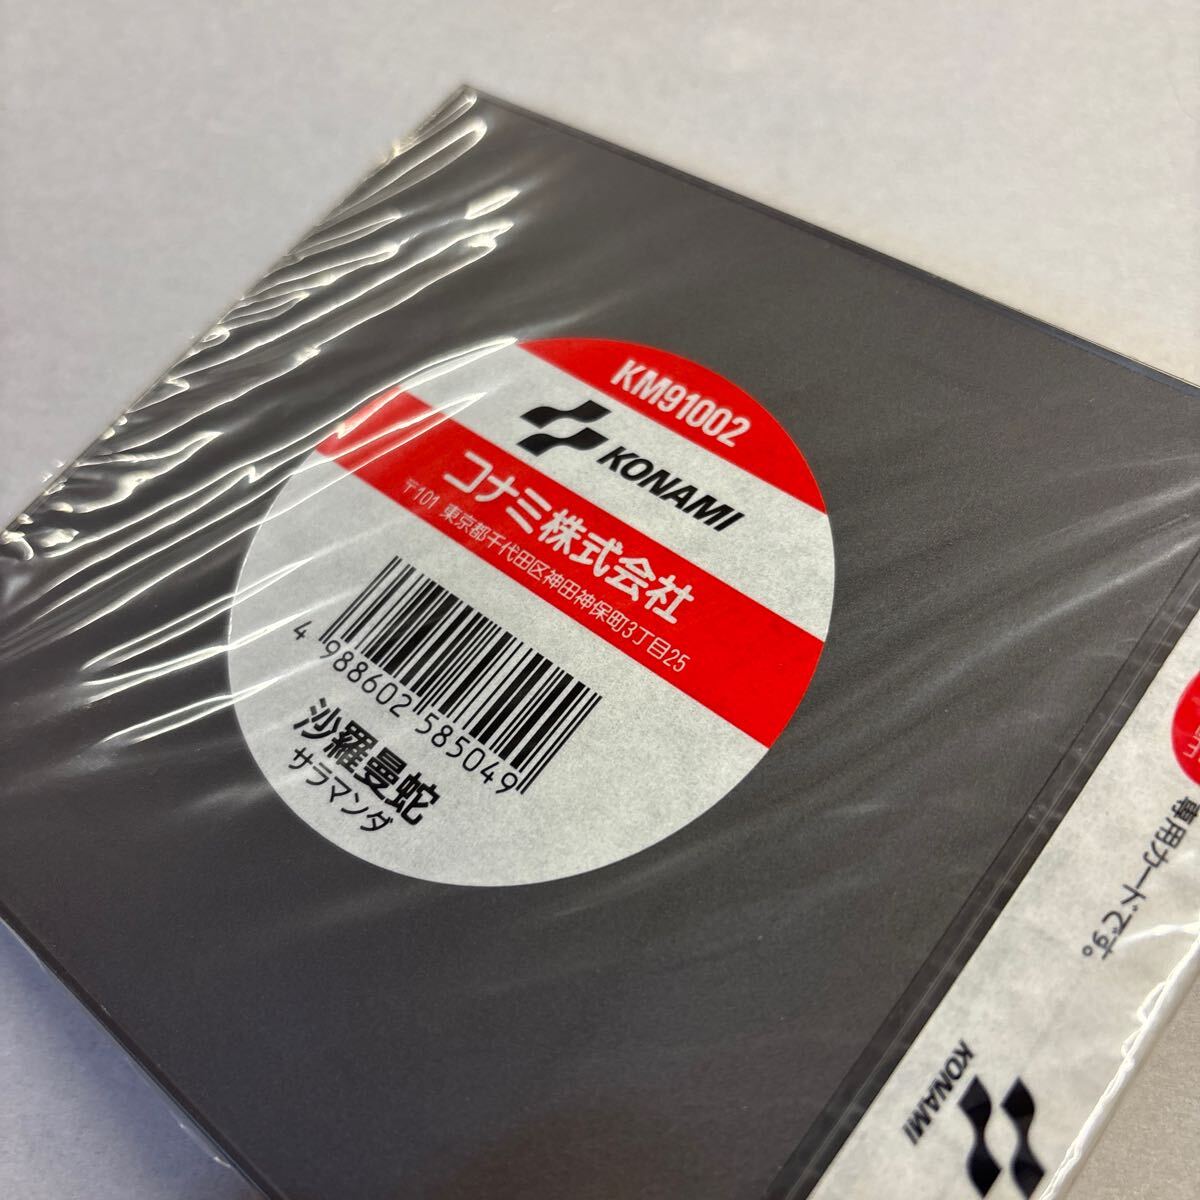 KM91002
KONAMI
コナミ株式会社
〒101 東京都千代田区神田神保町3丁目25
4 988602 585049
沙羅曼蛇
サラマンダ
専用カードです。
KONAMI